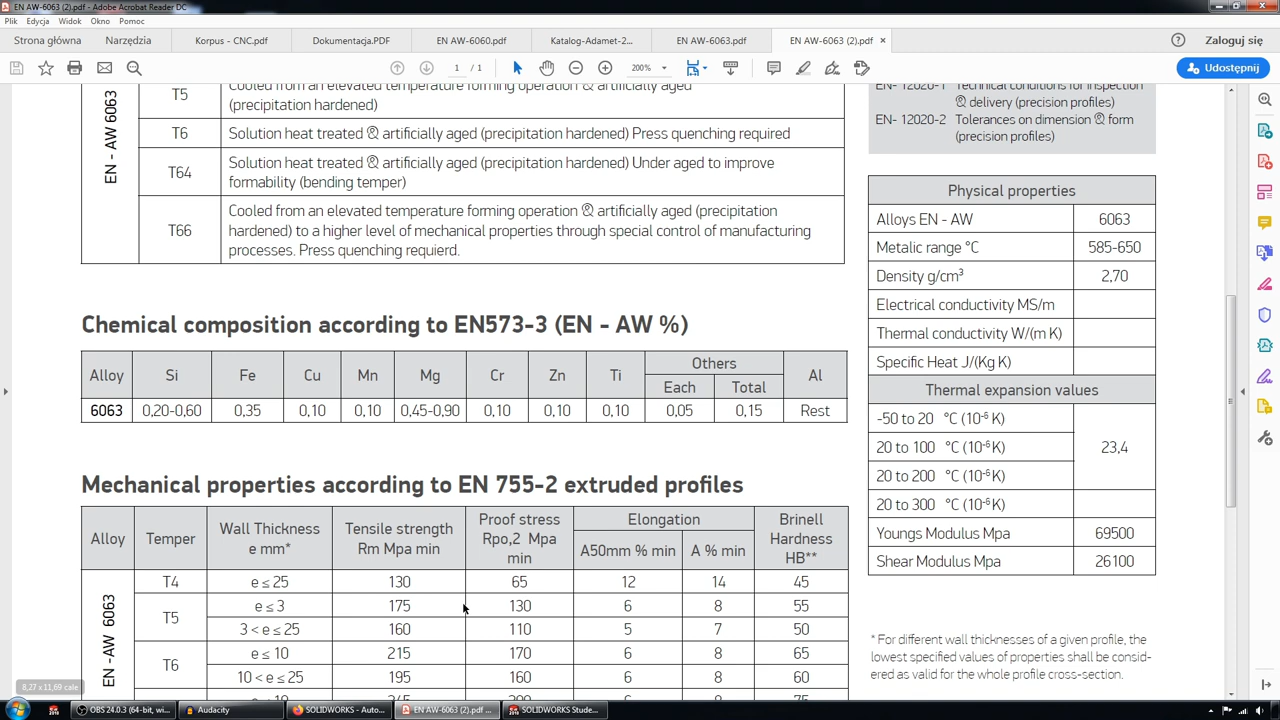 EN AW-6063 (2).pdf - Adobe Acrobat Reader DC
Plik Edycja Widok Okno Pomoc
Strona główna Narzędzia Korpus - CNC.pdf Dokumentacja.PDF EN AW-6060.pdf Katalog-Adamet-2... EN AW-6063.pdf EN AW-6063 (2).pdf × Zaloguj się
1 / 1 200% Udostępnij
EN - AW 6063
T5 Cooled from an elevated temperature forming operation & artificially aged
(precipitation hardened)
T6 Solution heat treated & artificially aged (precipitation hardened) Press quenching required
T64 Solution heat treated & artificially aged (precipitation hardened) Under aged to improve
formability (bending temper)
T66 Cooled from an elevated temperature forming operation & artificially aged (precipitation
hardened) to a higher level of mechanical properties through special control of manufacturing
processes. Press quenching requierd.
EN- 12020-1 Technical conditions for inspection
& delivery (precision profiles)
EN- 12020-2 Tolerances on dimension & form
(precision profiles)
Physical properties
Alloys EN - AW 6063
Metalic range °C 585-650
Density g/cm³ 2,70
Electrical conductivity MS/m
Thermal conductivity W/(m K)
Specific Heat J/(Kg K)
Thermal expansion values
-50 to 20 °C (10⁻⁶ K)
20 to 100 °C (10⁻⁶ K) 23,4
20 to 200 °C (10⁻⁶ K)
20 to 300 °C (10⁻⁶ K)
Youngs Modulus Mpa 69500
Shear Modulus Mpa 26100
Chemical composition according to EN573-3 (EN - AW %)
Alloy Si Fe Cu Mn Mg Cr Zn Ti Others Al
Each Total
6063 0,20-0,60 0,35 0,10 0,10 0,45-0,90 0,10 0,10 0,10 0,05 0,15 Rest
Mechanical properties according to EN 755-2 extruded profiles
Alloy Temper Wall Thickness e mm* Tensile strength Rm Mpa min Proof stress Rpo,2 Mpa min Elongation Brinell Hardness HB**
A50mm % min A % min
EN -AW 6063
T4 e ≤ 25 130 65 12 14 45
T5 e ≤ 3 175 130 6 8 55
3 < e ≤ 25 160 110 5 7 50
T6 e ≤ 10 215 170 6 8 65
10 < e ≤ 25 195 160 6 8 60
* For different wall thicknesses of a given profile, the
lowest specified values of properties shall be consid-
ered as valid for the whole profile cross-section.
8,27 x 11,69 cale
OBS 24.0.3 (64-bit, wi... Audacity SOLIDWORKS - Auto... EN AW-6063 (2).pdf ... SOLIDWORKS Stude...